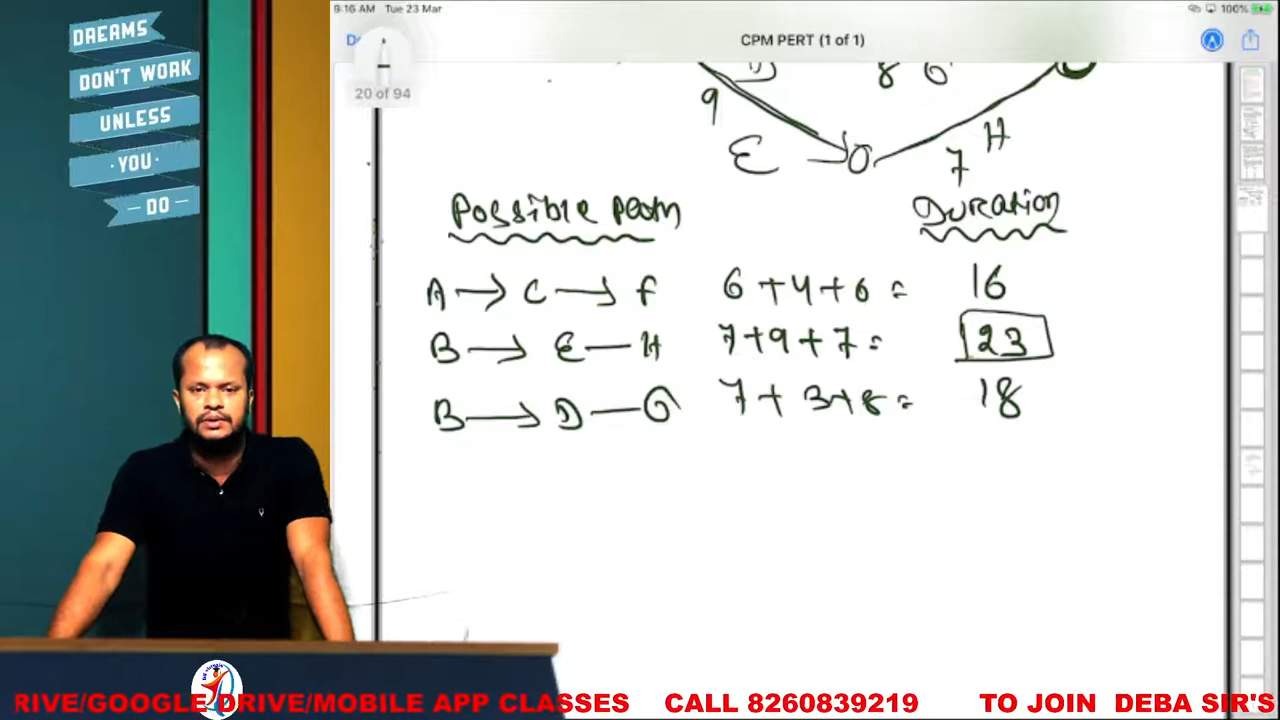 9:16 AM Tue 23 Mar
100%
CPM PERT (1 of 1)
20 of 94
DREAMS
DON'T WORK
UNLESS
·YOU·
— DO —
D
8 G
9
E
H
7
Possible Path
Duration
A → C → F 6 + 4 + 6 = 16
B → E — H 7 + 9 + 7 = 23
B → D — G 7 + 3 + 8 = 18
RIVE/GOOGLE DRIVE/MOBILE APP CLASSES CALL 8260839219 TO JOIN DEBA SIR'S